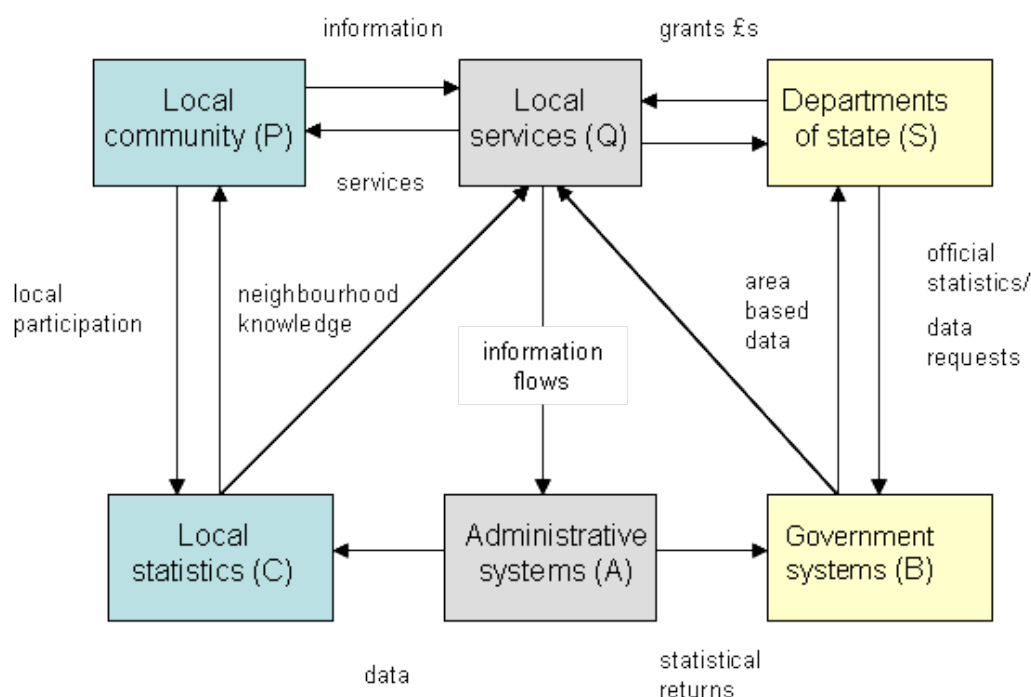 information
grants £s
Local
community (P)
Local
services (Q)
Departments
of state (S)
services
local
participation
neighbourhood
knowledge
information
flows
area
based
data
official
statistics/
data
requests
Local
statistics (C)
Administrative
systems (A)
Government
systems (B)
data
statistical
returns